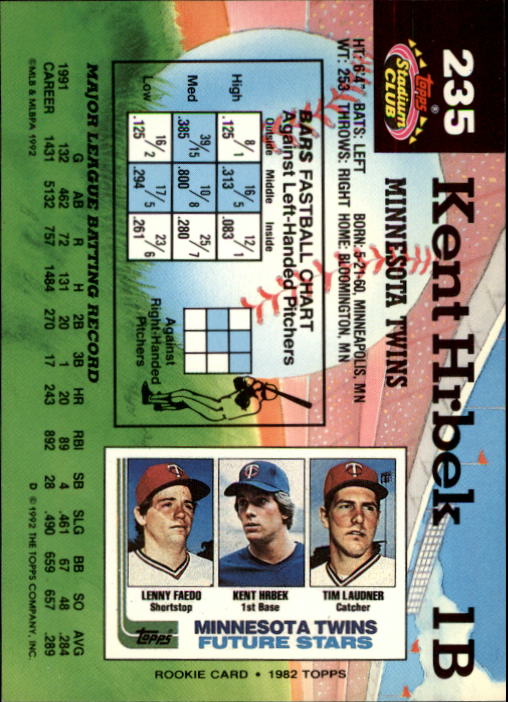 235
Topps®
Stadium
CLUB
Kent Hrbek 1B
MINNESOTA TWINS
HT: 6'4" BATS: LEFT BORN: 5-21-60, MINNEAPOLIS, MN
WT: 253 THROWS: RIGHT HOME: BLOOMINGTON, MN
BARS FASTBALL CHART
Against Left-Handed Pitchers
Outside Middle Inside
High 8/1 .125 16/5 .313 12/1 .083
Med 39/15 .385 10/8 .800 25/7 .280
Low 16/2 .125 17/5 .294 23/6 .261
Against
Right-Handed
Pitchers
LENNY FAEDO
Shortstop
KENT HRBEK
1st Base
TIM LAUDNER
Catcher
Topps
MINNESOTA TWINS
FUTURE STARS
ROOKIE CARD • 1982 TOPPS
MAJOR LEAGUE BATTING RECORD
G AB R H 2B 3B HR RBI SB SLG BB SO AVG
1991 132 462 72 131 20 1 20 89 4 .461 67 48 .284
CAREER 1431 5132 757 1484 270 17 243 892 28 .490 659 657 .289
©MLB & MLBPA 1992
D © 1992 THE TOPPS COMPANY, INC.